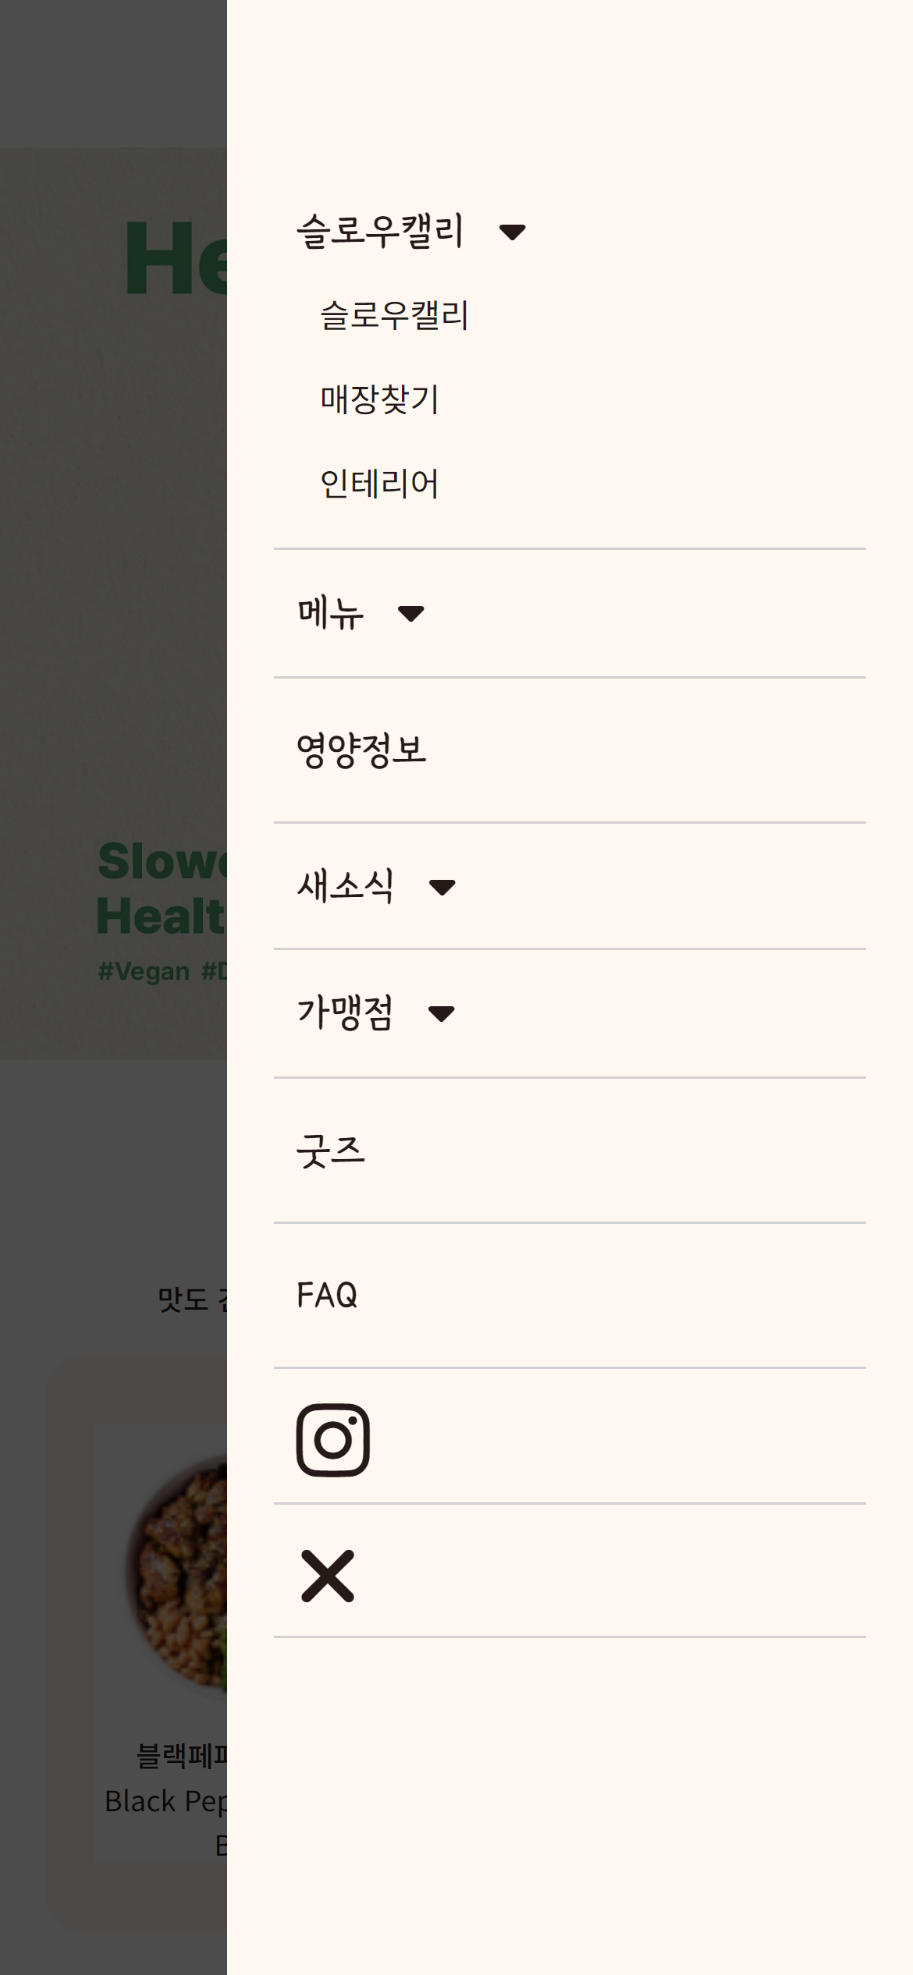 He
슬로우캘리
슬로우캘리
매장찾기
인테리어
메뉴
영양정보
Slow
Healt
#Vegan #D
새소식
가맹점
굿즈
FAQ
맛도
블랙페퍼
Black Pep
B